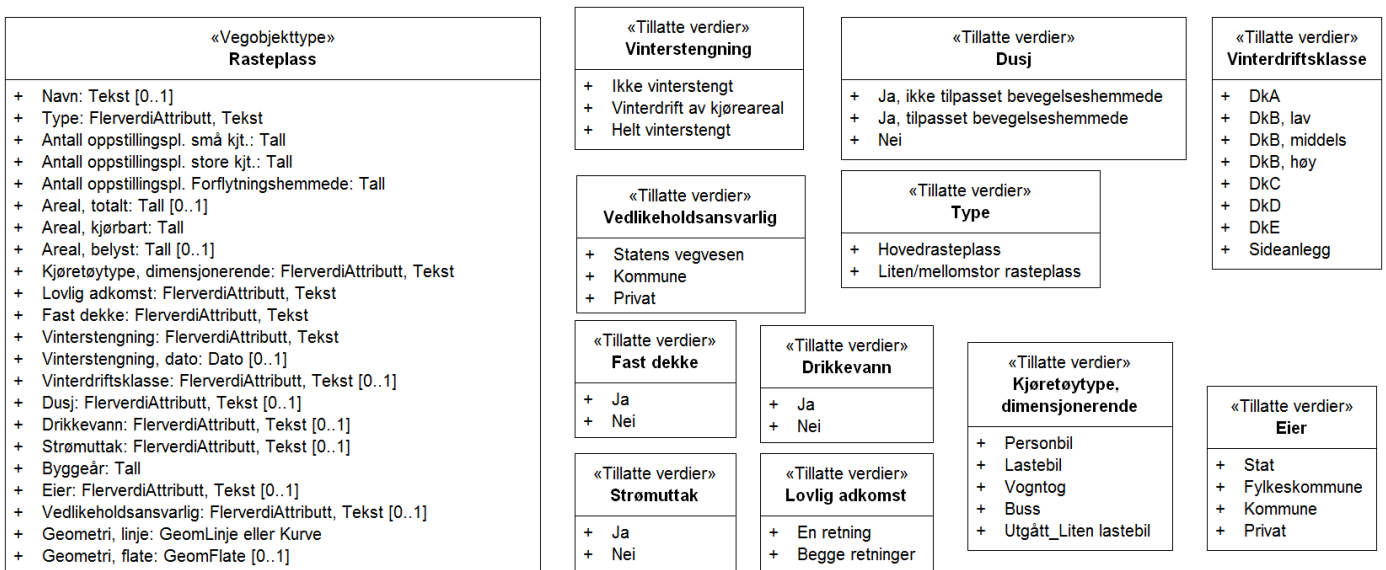 «Vegobjekttype»
Rasteplass
+ Navn: Tekst [0..1]
+ Type: FlerverdiAttributt, Tekst
+ Antall oppstillingspl. små kjt.: Tall
+ Antall oppstillingspl. store kjt.: Tall
+ Antall oppstillingspl. Forflytningshemmede: Tall
+ Areal, totalt: Tall [0..1]
+ Areal, kjørbart: Tall
+ Areal, belyst: Tall [0..1]
+ Kjøretøytype, dimensjonerende: FlerverdiAttributt, Tekst
+ Lovlig adkomst: FlerverdiAttributt, Tekst
+ Fast dekke: FlerverdiAttributt, Tekst
+ Vinterstengning: FlerverdiAttributt, Tekst
+ Vinterstengning, dato: Dato [0..1]
+ Vinterdriftsklasse: FlerverdiAttributt, Tekst [0..1]
+ Dusj: FlerverdiAttributt, Tekst [0..1]
+ Drikkevann: FlerverdiAttributt, Tekst [0..1]
+ Strømuttak: FlerverdiAttributt, Tekst [0..1]
+ Byggeår: Tall
+ Eier: FlerverdiAttributt, Tekst [0..1]
+ Vedlikeholdsansvarlig: FlerverdiAttributt, Tekst [0..1]
+ Geometri, linje: GeomLinje eller Kurve
+ Geometri, flate: GeomFlate [0..1]
«Tillatte verdier»
Vinterstengning
+ Ikke vinterstengt
+ Vinterdrift av kjøreareal
+ Helt vinterstengt
«Tillatte verdier»
Dusj
+ Ja, ikke tilpasset bevegelseshemmede
+ Ja, tilpasset bevegelseshemmede
+ Nei
«Tillatte verdier»
Vinterdriftsklasse
+ DkA
+ DkB, lav
+ DkB, middels
+ DkB, høy
+ DkC
+ DkD
+ DkE
+ Sideanlegg
«Tillatte verdier»
Vedlikeholdsansvarlig
+ Statens vegvesen
+ Kommune
+ Privat
«Tillatte verdier»
Type
+ Hovedrasteplass
+ Liten/mellomstor rasteplass
«Tillatte verdier»
Fast dekke
+ Ja
+ Nei
«Tillatte verdier»
Drikkevann
+ Ja
+ Nei
«Tillatte verdier»
Kjøretøytype,
dimensjonerende
+ Personbil
+ Lastebil
+ Vogntog
+ Buss
+ Utgått_Liten lastebil
«Tillatte verdier»
Eier
+ Stat
+ Fylkeskommune
+ Kommune
+ Privat
«Tillatte verdier»
Strømuttak
+ Ja
+ Nei
«Tillatte verdier»
Lovlig adkomst
+ En retning
+ Begge retninger